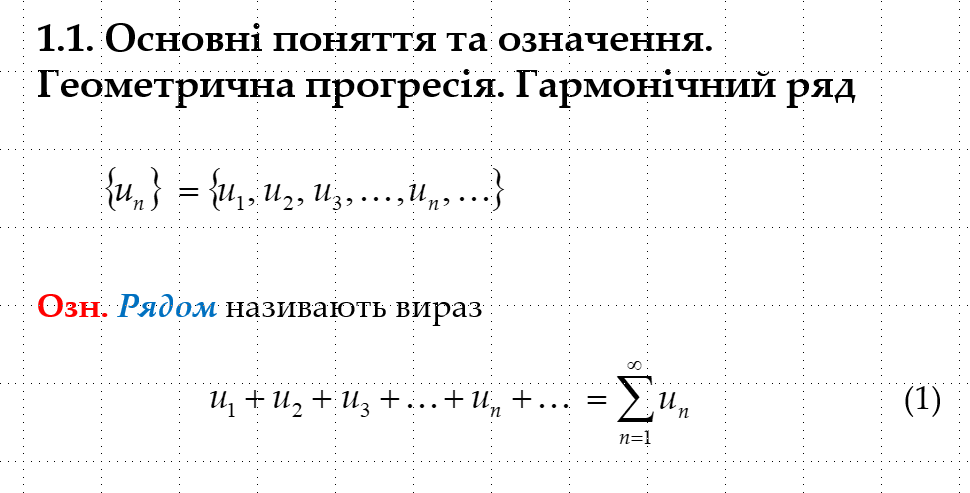 1.1. Основні поняття та означення.
Геометрична прогресія. Гармонічний ряд
{uₙ} = {u₁, u₂, u₃, …, uₙ, …}
Озн. Рядом називають вираз
u₁ + u₂ + u₃ + … + uₙ + … = ∑_{n=1}^{∞} uₙ (1)